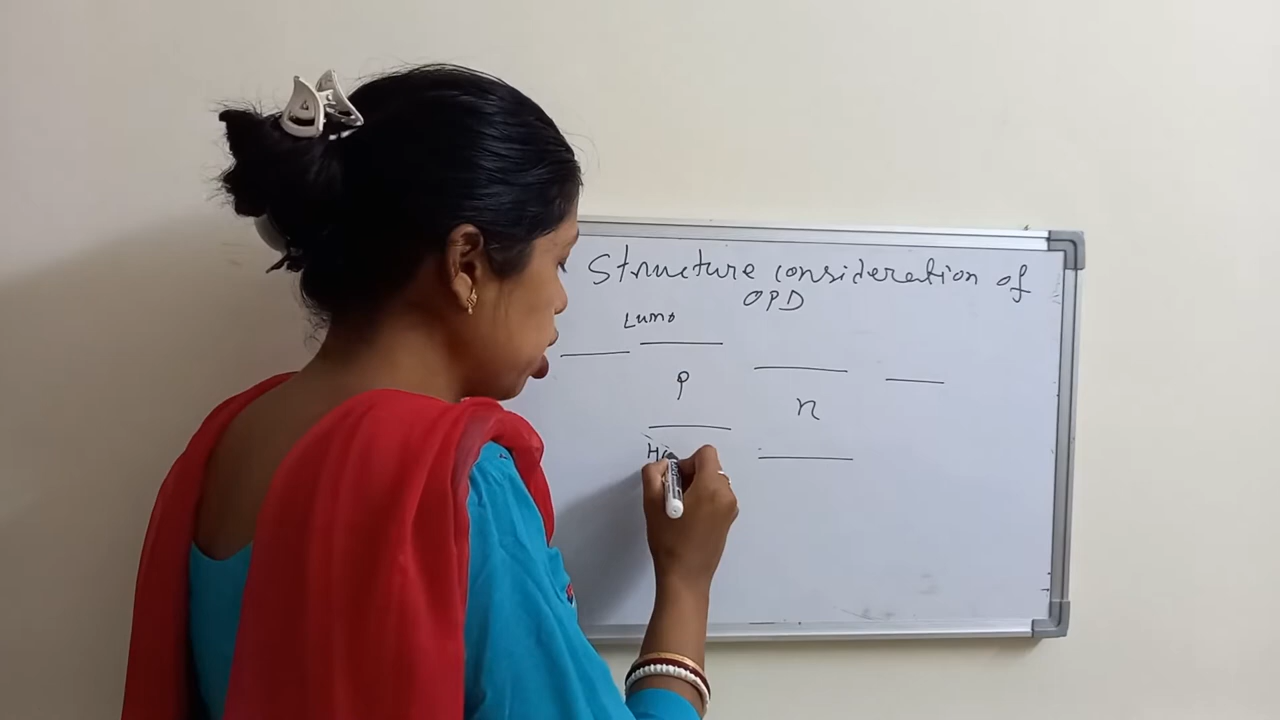 Structure consideration of
OPD
Lumo
P
n
H